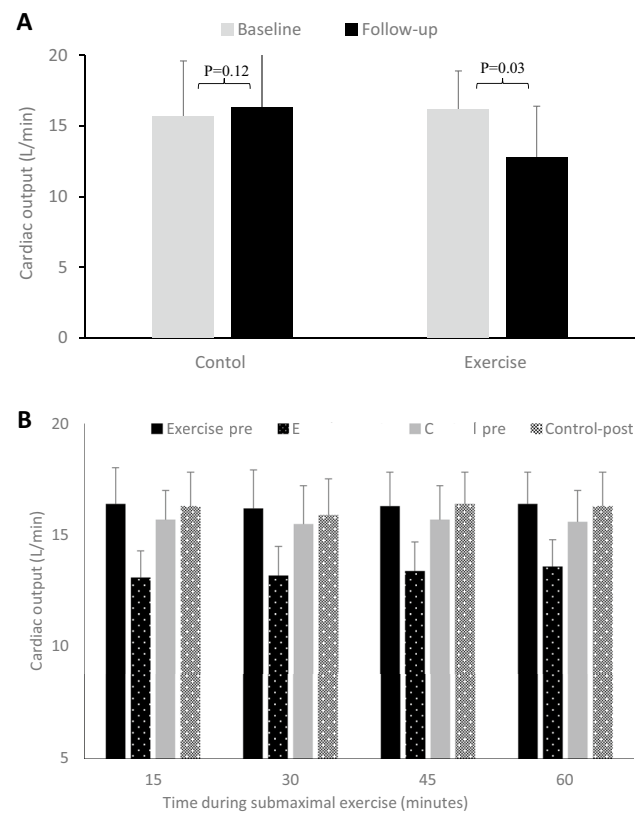 A
Baseline Follow-up
20
P=0.12
P=0.03
15
10
5
0
Cardiac output (L/min)
Contol Exercise
B
20
Exercise pre E C pre Control-post
15
10
5
Cardiac output (L/min)
15 30 45 60
Time during submaximal exercise (minutes)